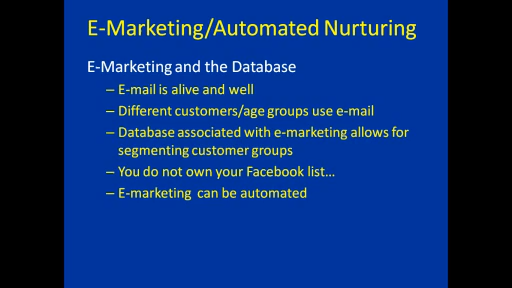 E-Marketing/Automated Nurturing
E-Marketing and the Database
– E-mail is alive and well
– Different customers/age groups use e-mail
– Database associated with e-marketing allows for
segmenting customer groups
– You do not own your Facebook list…
– E-marketing  can be automated